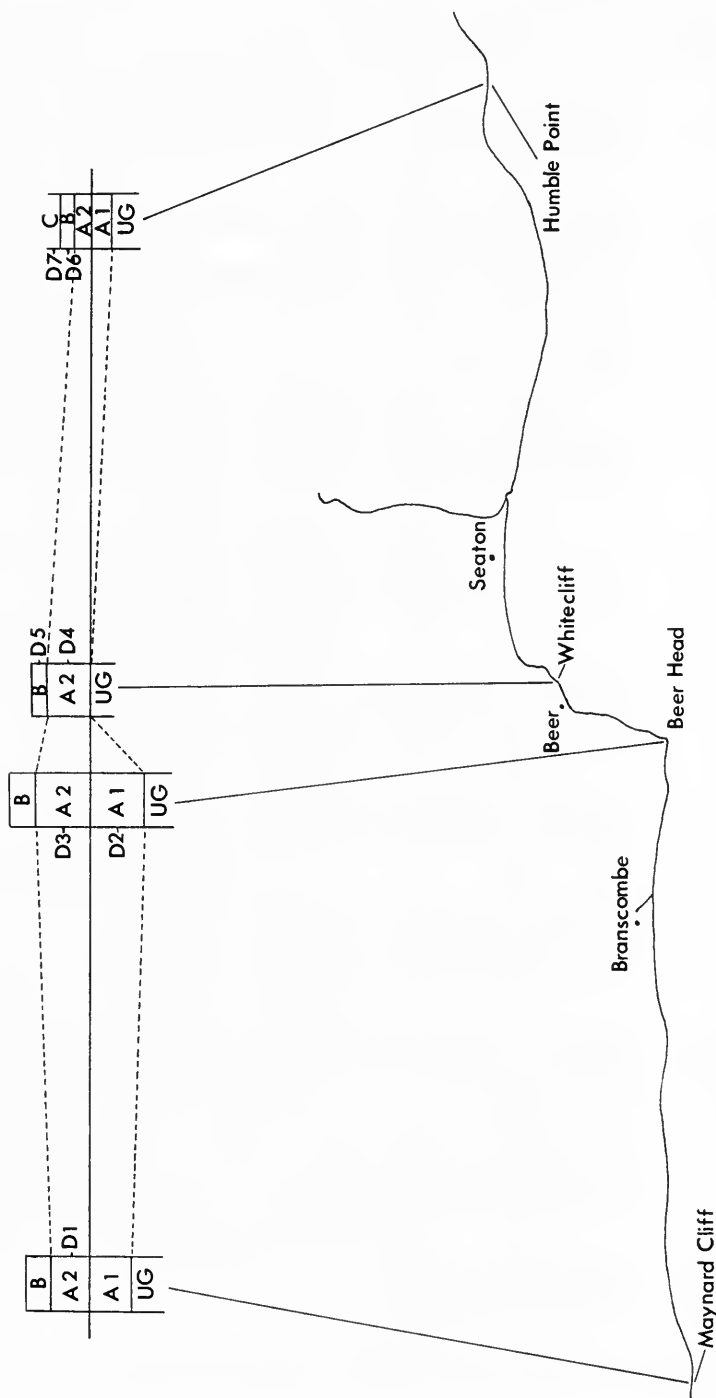 B
A 2
A 1
UG
D1
B
A 2
A 1
UG
D3
D2
B
A 2
UG
D5
D4
C
B
A 2
A 1
UG
D7
D6
Maynard Cliff
Branscombe
Beer Head
Beer
Whitecliff
Seaton
Humble Point